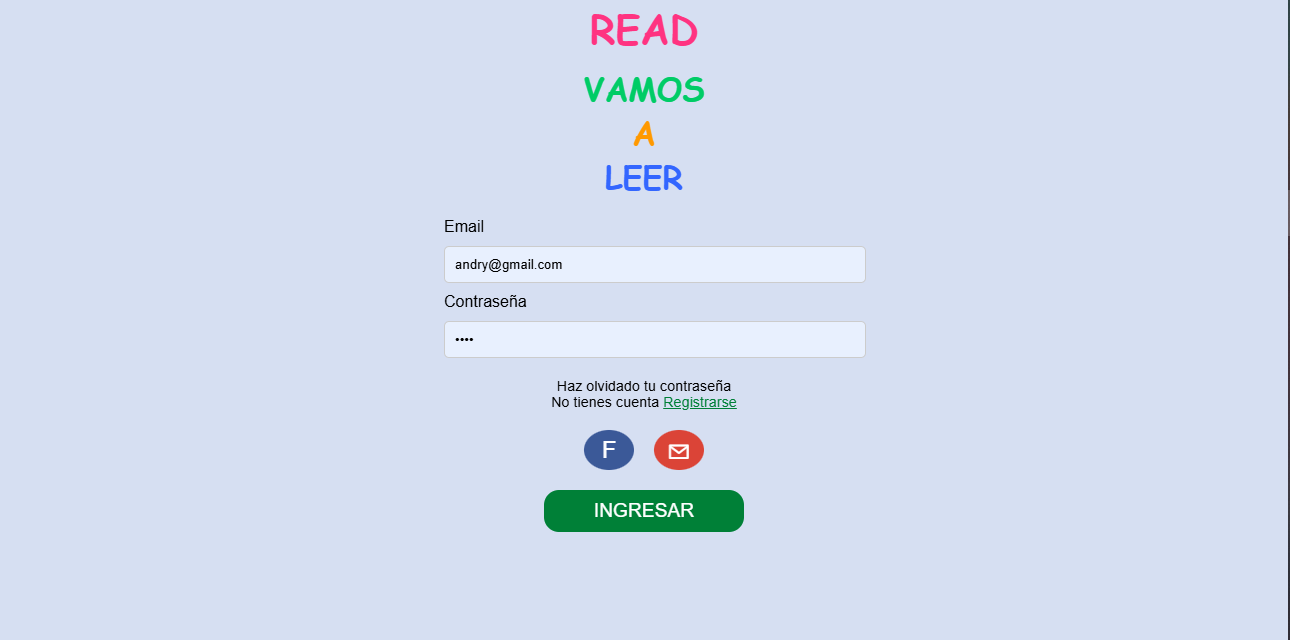 READ
VAMOS
A
LEER
Email
andry@gmail.com
Contraseña
••••
Haz olvidado tu contraseña
No tienes cuenta Registrarse
F
INGRESAR